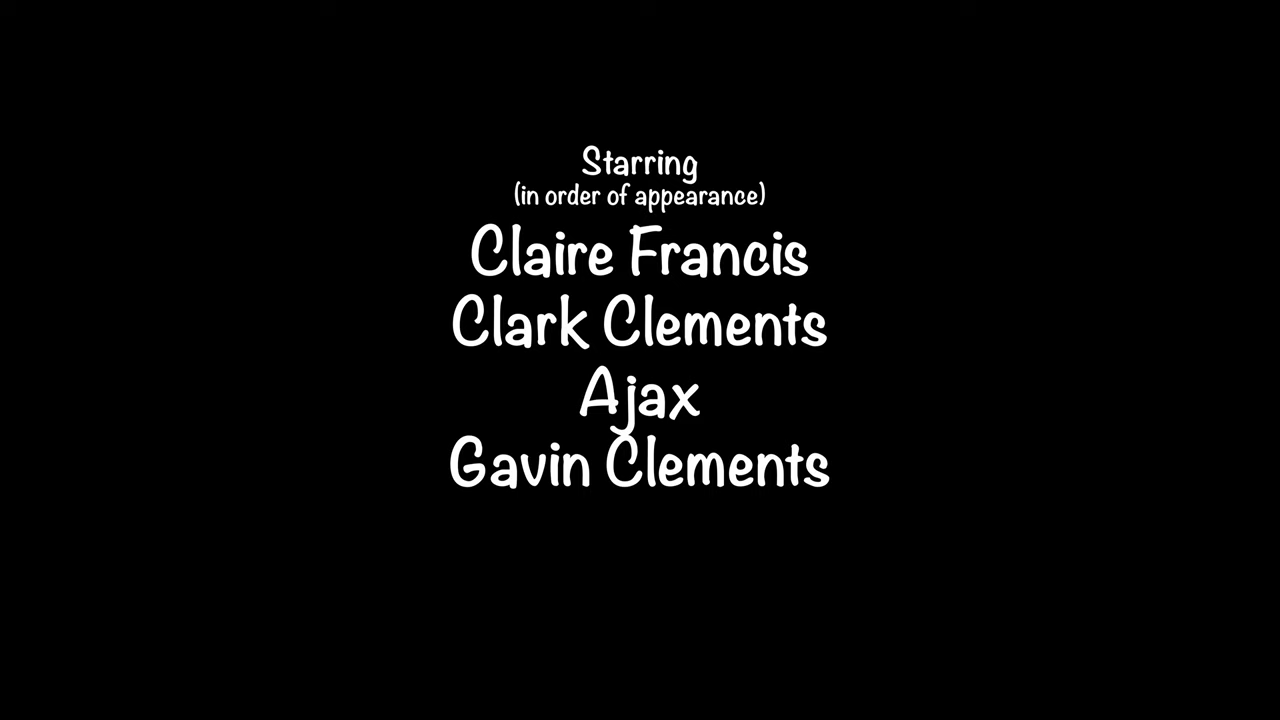 Starring
(in order of appearance)
Claire Francis
Clark Clements
Ajax
Gavin Clements